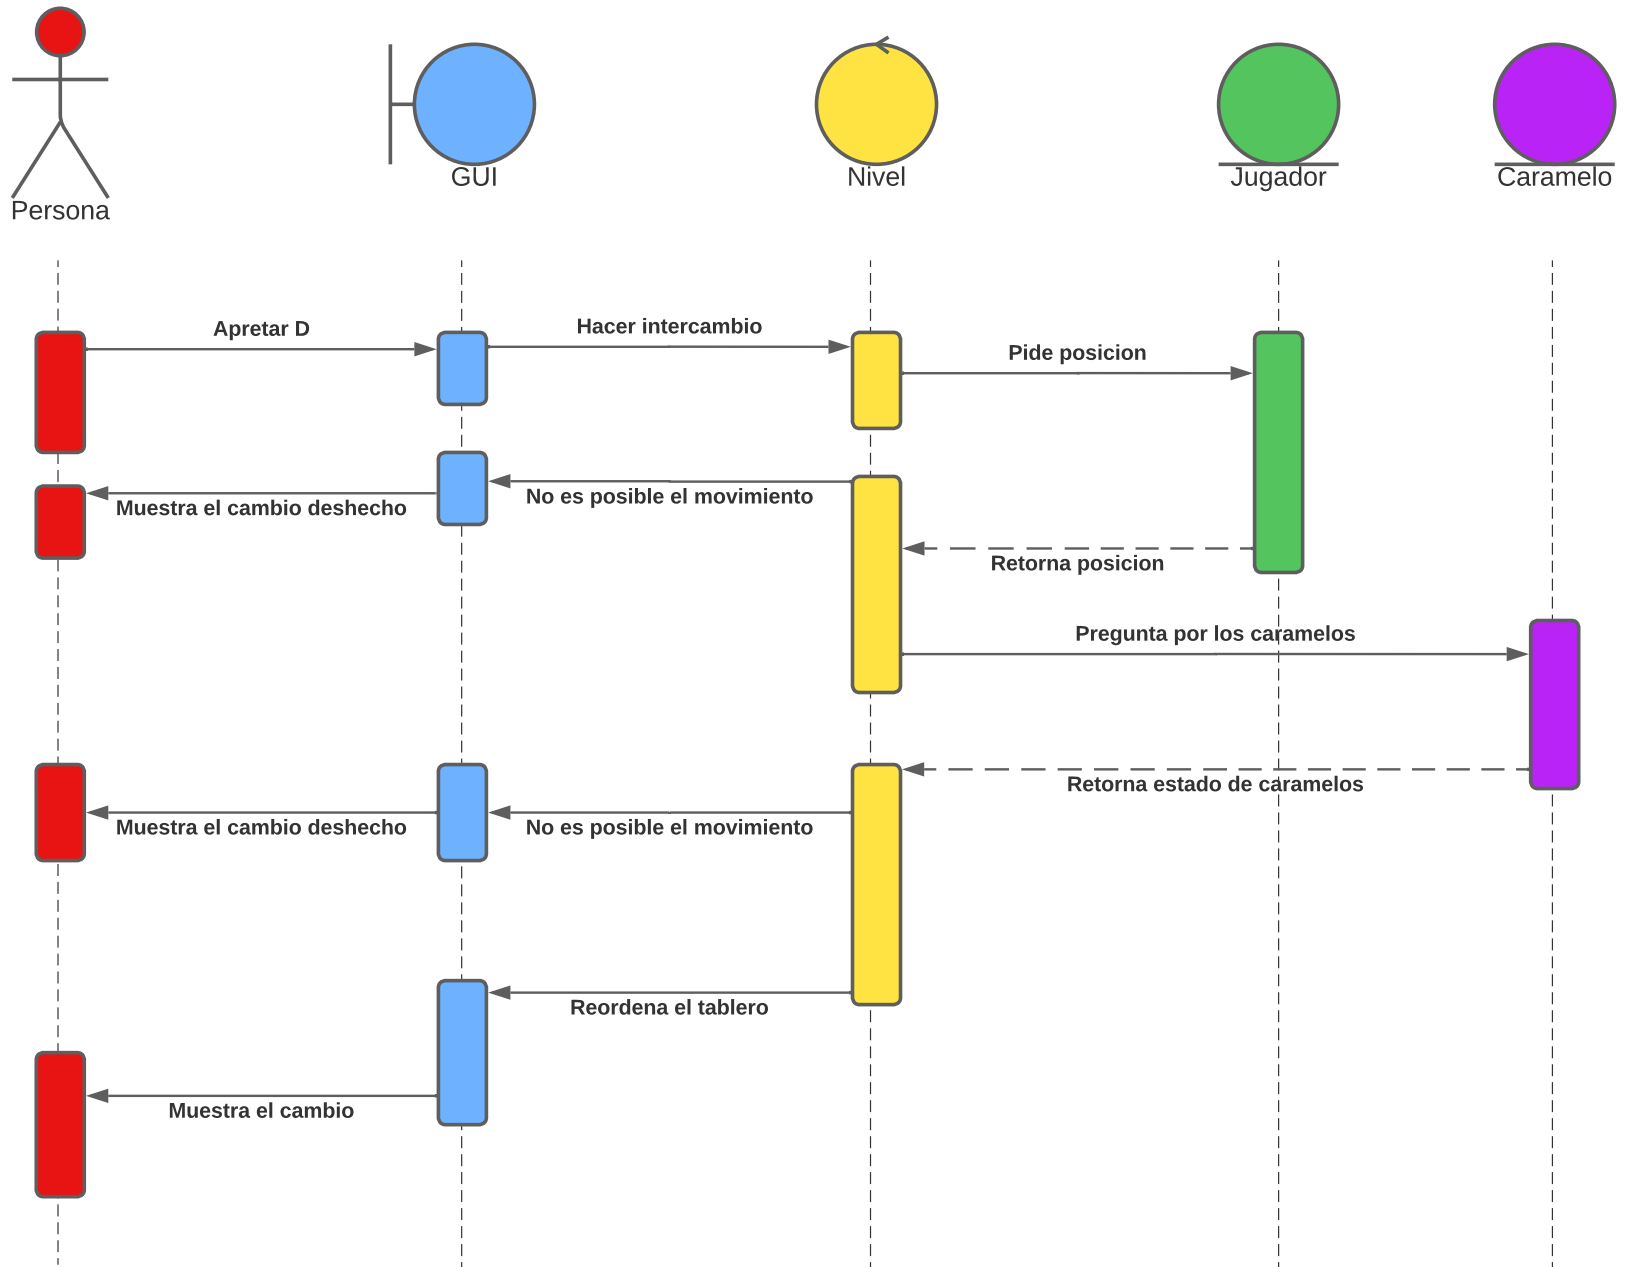 Persona
GUI
Nivel
Jugador
Caramelo
Apretar D
Hacer intercambio
Pide posicion
Muestra el cambio deshecho
No es posible el movimiento
Retorna posicion
Pregunta por los caramelos
Retorna estado de caramelos
Muestra el cambio deshecho
No es posible el movimiento
Reordena el tablero
Muestra el cambio